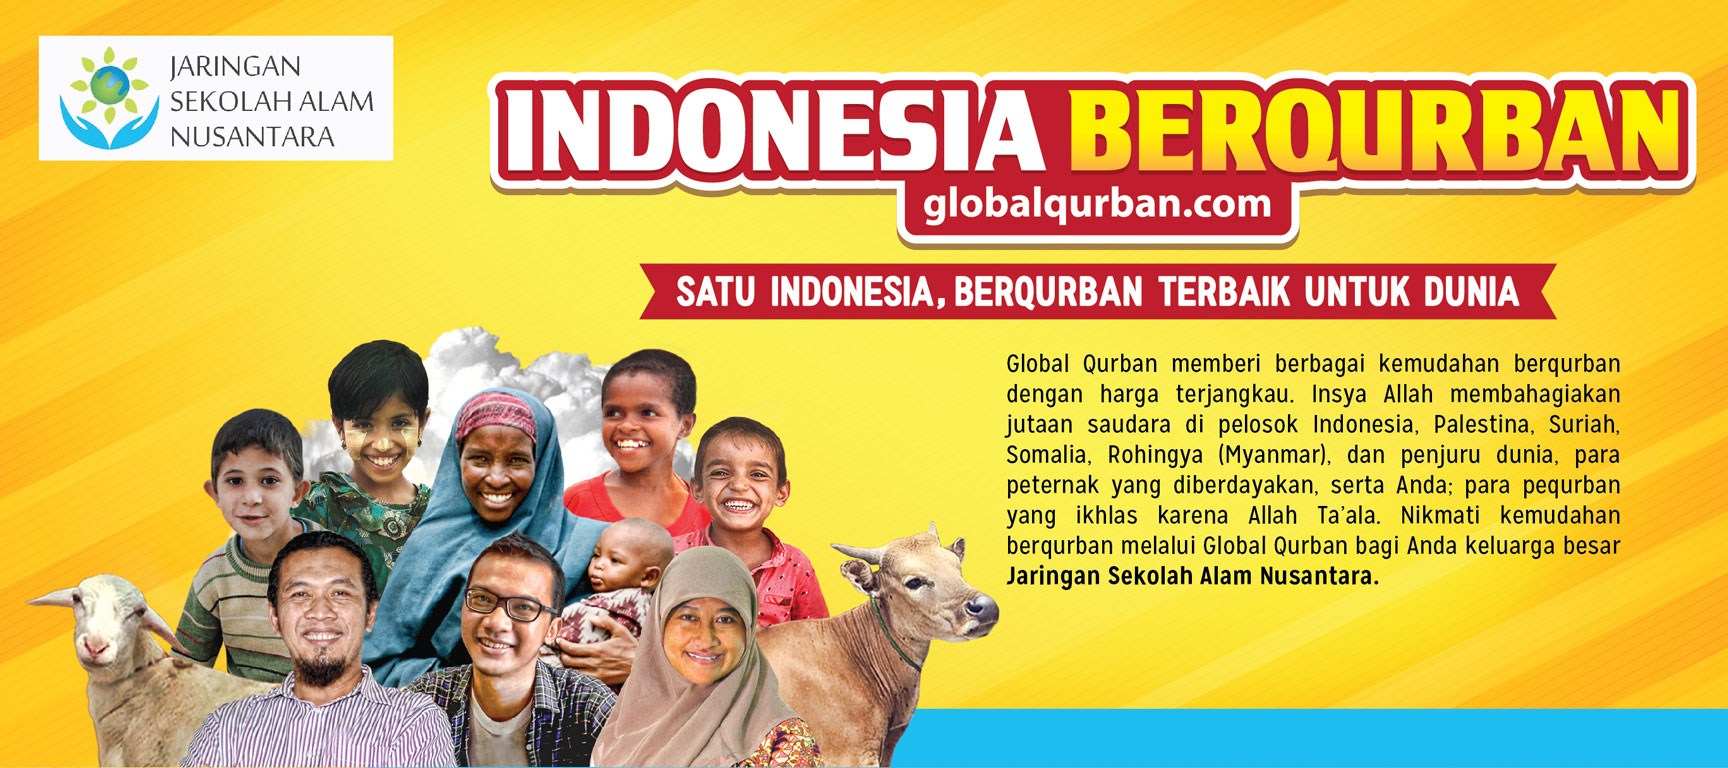 JARINGAN
SEKOLAH ALAM
NUSANTARA
INDONESIA BERQURBAN
globalqurban.com
SATU INDONESIA, BERQURBAN TERBAIK UNTUK DUNIA
Global Qurban memberi berbagai kemudahan berqurban
dengan harga terjangkau. Insya Allah membahagiakan
jutaan saudara di pelosok Indonesia, Palestina, Suriah,
Somalia, Rohingya (Myanmar), dan penjuru dunia, para
peternak yang diberdayakan, serta Anda; para pequrban
yang ikhlas karena Allah Ta'ala. Nikmati kemudahan
berqurban melalui Global Qurban bagi Anda keluarga besar
Jaringan Sekolah Alam Nusantara.